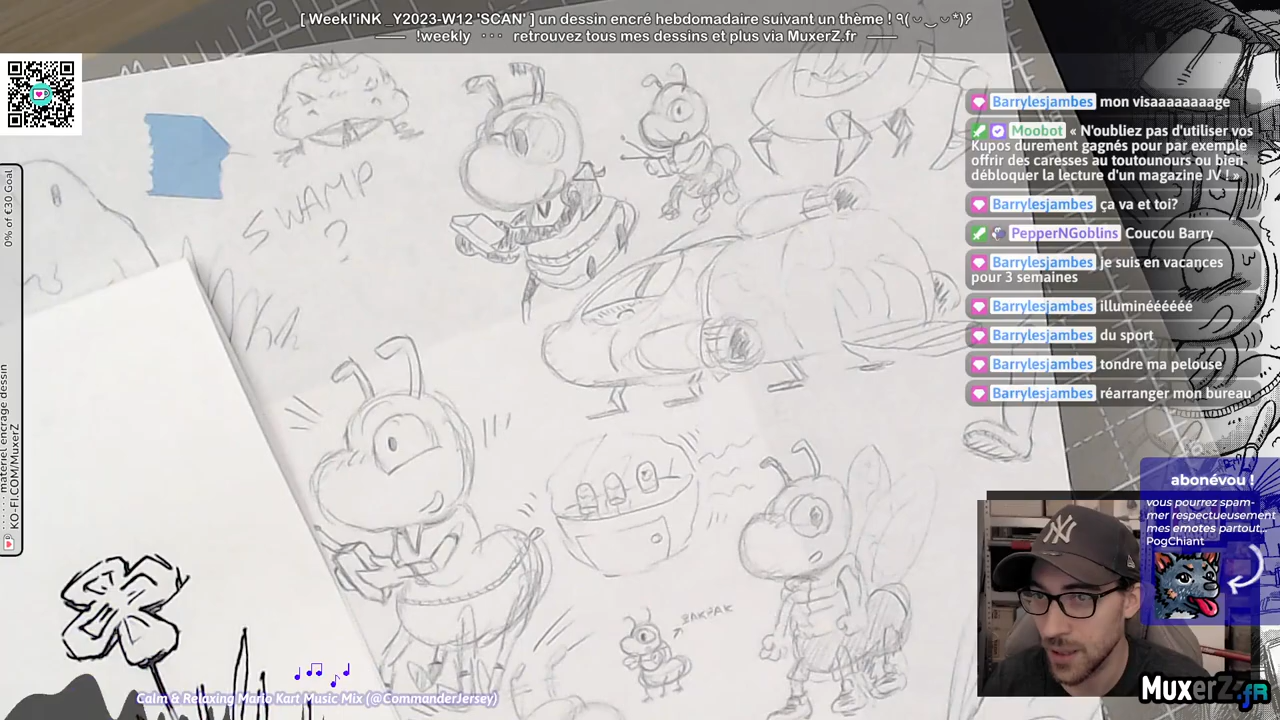 [ Weekl'iNK _Y2023-W12 'SCAN' ] un dessin encré hebdomadaire suivant un thème ! ٩(◡‿◡*)۶
!weekly ··· retrouvez tous mes dessins et plus via MuxerZ.fr
12
11
Barrylesjambes mon visaaaaaaaage
Moobot « N'oubliez pas d'utiliser vos
Kupos durement gagnés pour par exemple
offrir des caresses au toutounours ou bien
débloquer la lecture d'un magazine JV ! »
Barrylesjambes ça va et toi?
PepperNGoblins Coucou Barry
Barrylesjambes je suis en vacances
pour 3 semaines
Barrylesjambes illuminéééééé
Barrylesjambes du sport
Barrylesjambes tondre ma pelouse
Barrylesjambes réarranger mon bureau
0% of €30 Goal
materiel encrage dessin
KO-FI.COM/MuxerZ
SWAMP
BAKPAK
abonévou !
vous pourrez spam-
mer respectueusement
mes emotes partout...
PogChiant
NY
MuxerZ.FR
Calm & Relaxing Mario Kart Music Mix (@CommanderJersey)